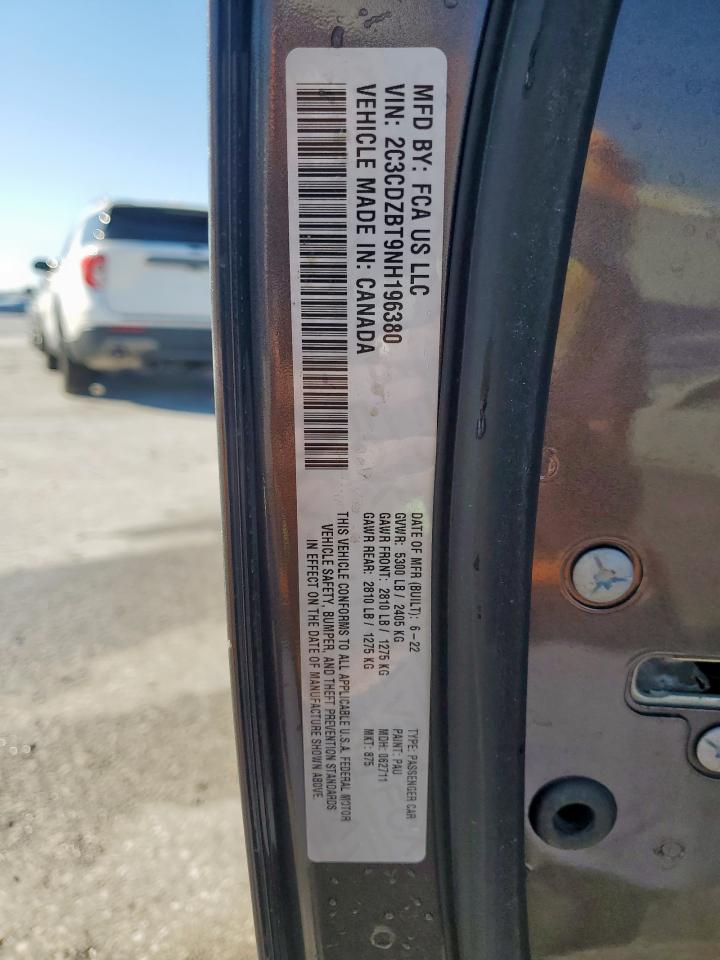 MFD BY: FCA US LLC
VIN: 2C3CDZBT9NH196380
VEHICLE MADE IN: CANADA
DATE OF MFR (BUILT): 6-22
GVWR: 5300 LB / 2405 KG
GAWR FRONT: 2810 LB / 1275 KG
GAWR REAR: 2810 LB / 1275 KG
THIS VEHICLE CONFORMS TO ALL APPLICABLE U.S.A. FEDERAL MOTOR
VEHICLE SAFETY, BUMPER, AND THEFT PREVENTION STANDARDS
IN EFFECT ON THE DATE OF MANUFACTURE SHOWN ABOVE.
TYPE: PASSENGER CAR
PAINT: PAU
MDH: 062711
MKT: 875